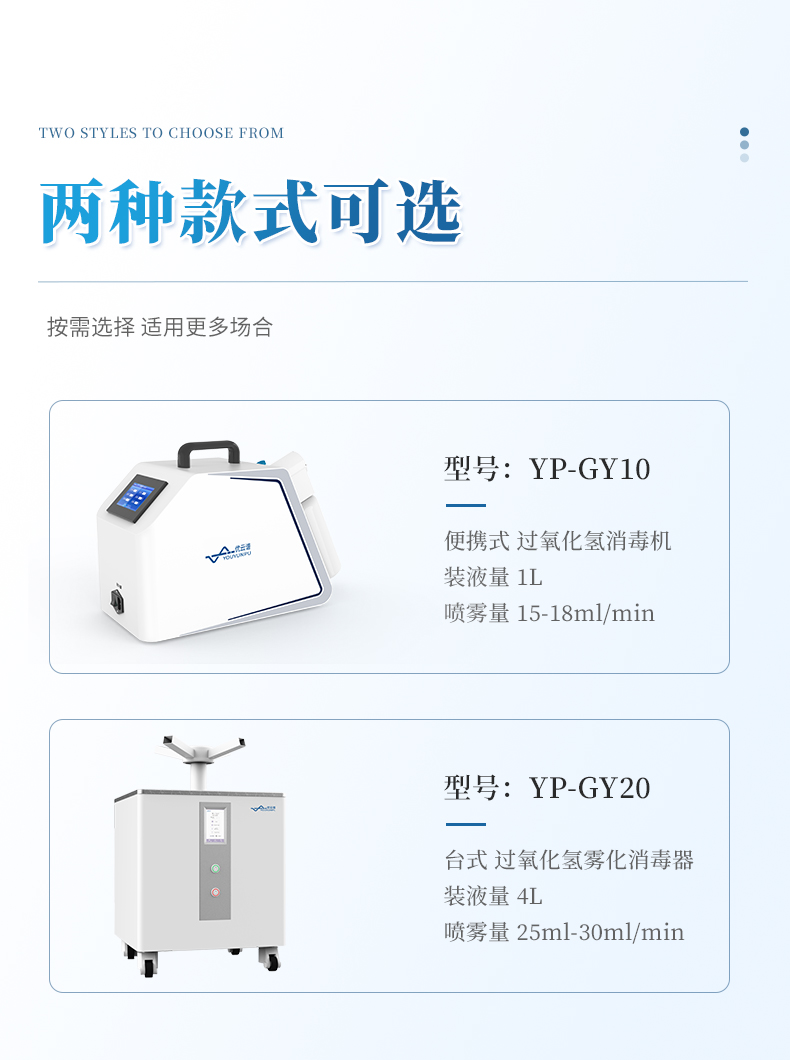 TWO STYLES TO CHOOSE FROM
两种款式可选
按需选择 适用更多场合
优云谱
YOUYUNPU
型号：YP-GY10
便携式 过氧化氢消毒机
装液量 1L
喷雾量 15-18ml/min
型号：YP-GY20
台式 过氧化氢雾化消毒器
装液量 4L
喷雾量 25ml-30ml/min